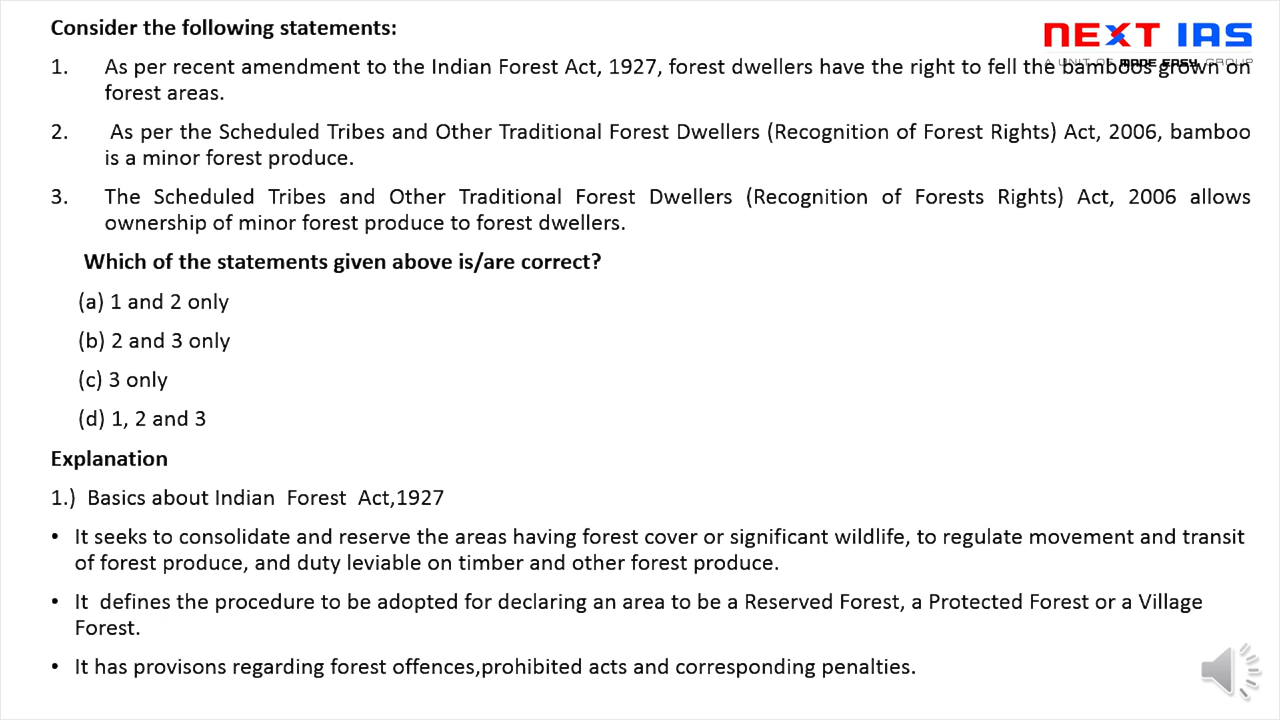 Consider the following statements:
NEXT IAS
A UNIT OF MADE EASY GROUP
1. As per recent amendment to the Indian Forest Act, 1927, forest dwellers have the right to fell the bamboos grown on
forest areas.
2. As per the Scheduled Tribes and Other Traditional Forest Dwellers (Recognition of Forest Rights) Act, 2006, bamboo
is a minor forest produce.
3. The Scheduled Tribes and Other Traditional Forest Dwellers (Recognition of Forests Rights) Act, 2006 allows
ownership of minor forest produce to forest dwellers.
Which of the statements given above is/are correct?
(a) 1 and 2 only
(b) 2 and 3 only
(c) 3 only
(d) 1, 2 and 3
Explanation
1.) Basics about Indian Forest Act,1927
• It seeks to consolidate and reserve the areas having forest cover or significant wildlife, to regulate movement and transit
of forest produce, and duty leviable on timber and other forest produce.
• It defines the procedure to be adopted for declaring an area to be a Reserved Forest, a Protected Forest or a Village
Forest.
• It has provisons regarding forest offences,prohibited acts and corresponding penalties.